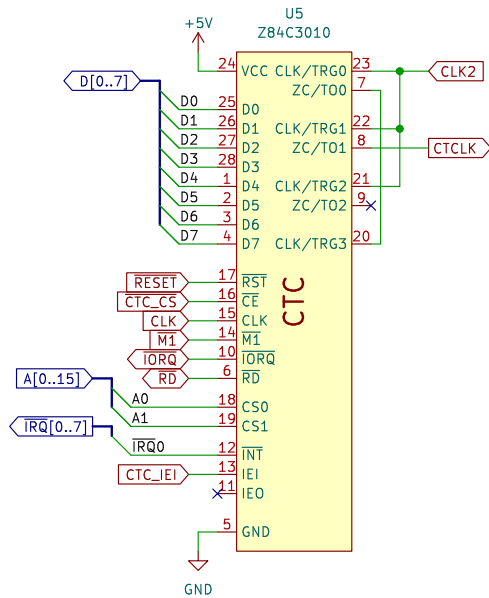 U5
Z84C3010
+5V
24 VCC CLK/TRG0 23 CLK2
ZC/TO0 7
D[0..7]
D0 25 D0
D1 26 D1 CLK/TRG1 22
D2 27 D2 ZC/TO1 8 CTCLK
D3 28 D3
D4 1 D4 CLK/TRG2 21
D5 2 D5 ZC/TO2 9
D6 3 D6
D7 4 D7 CLK/TRG3 20
RESET 17 RST
CTC_CS 16 CE
CLK 15 CLK
M1 14 M1
IORQ 10 IORQ
RD 6 RD
CTC
A[0..15]
A0 18 CS0
A1 19 CS1
IRQ[0..7]
IRQ0 12 INT
CTC_IEI 13 IEI
11 IEO
5 GND
GND